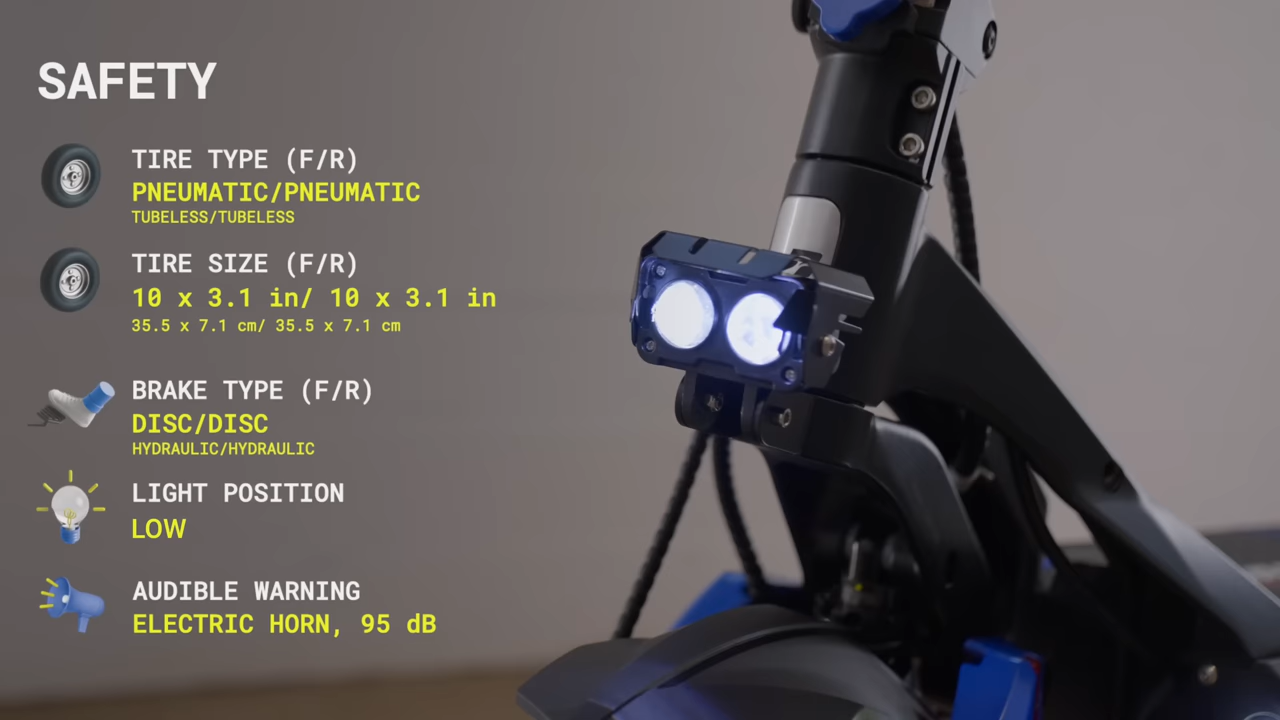 SAFETY
TIRE TYPE (F/R)
PNEUMATIC/PNEUMATIC
TUBELESS/TUBELESS
TIRE SIZE (F/R)
10 x 3.1 in/ 10 x 3.1 in
35.5 x 7.1 cm/ 35.5 x 7.1 cm
BRAKE TYPE (F/R)
DISC/DISC
HYDRAULIC/HYDRAULIC
LIGHT POSITION
LOW
AUDIBLE WARNING
ELECTRIC HORN, 95 dB